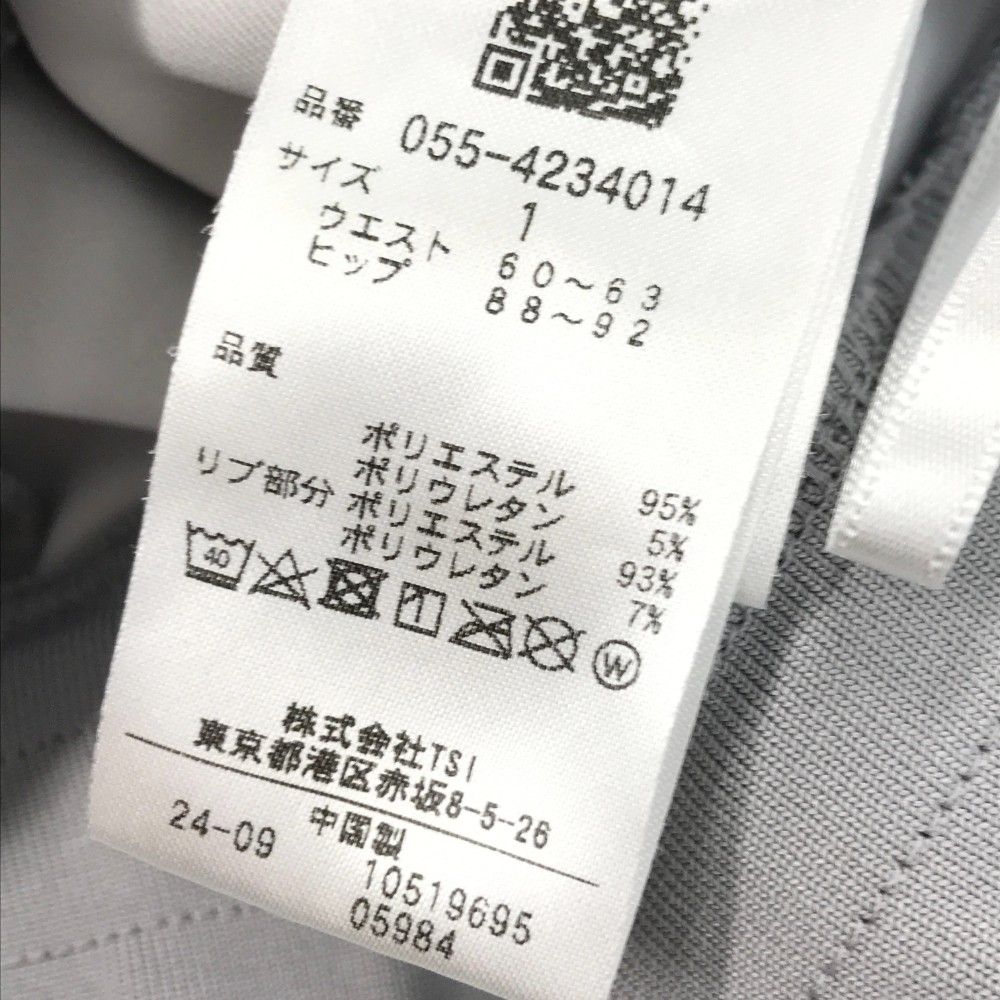 品番 055-4234014
サイズ 1
ウエスト 60～63
ヒップ 88～92
品質
ポリエステル 95%
ポリウレタン 5%
リブ部分 ポリエステル 93%
ポリウレタン 7%
40
W
株式会社TSI
東京都港区赤坂8-5-26
中国製
24-09 10519695
05984